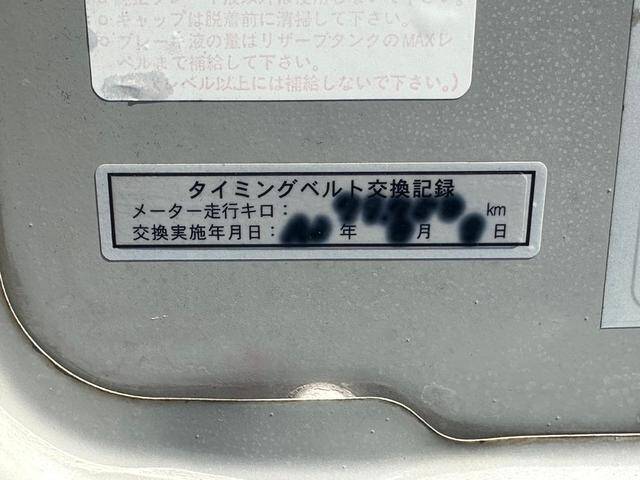 キャップは脱着前に清掃して下さい。
ブレーキ液の量はリザーブタンクのMAXレ
ベルまで補給して下さい。
レベル以上には補給しないで下さい。)
タイミングベルト交換記録
メーター走行キロ: km
交換実施年月日: 年 月 日